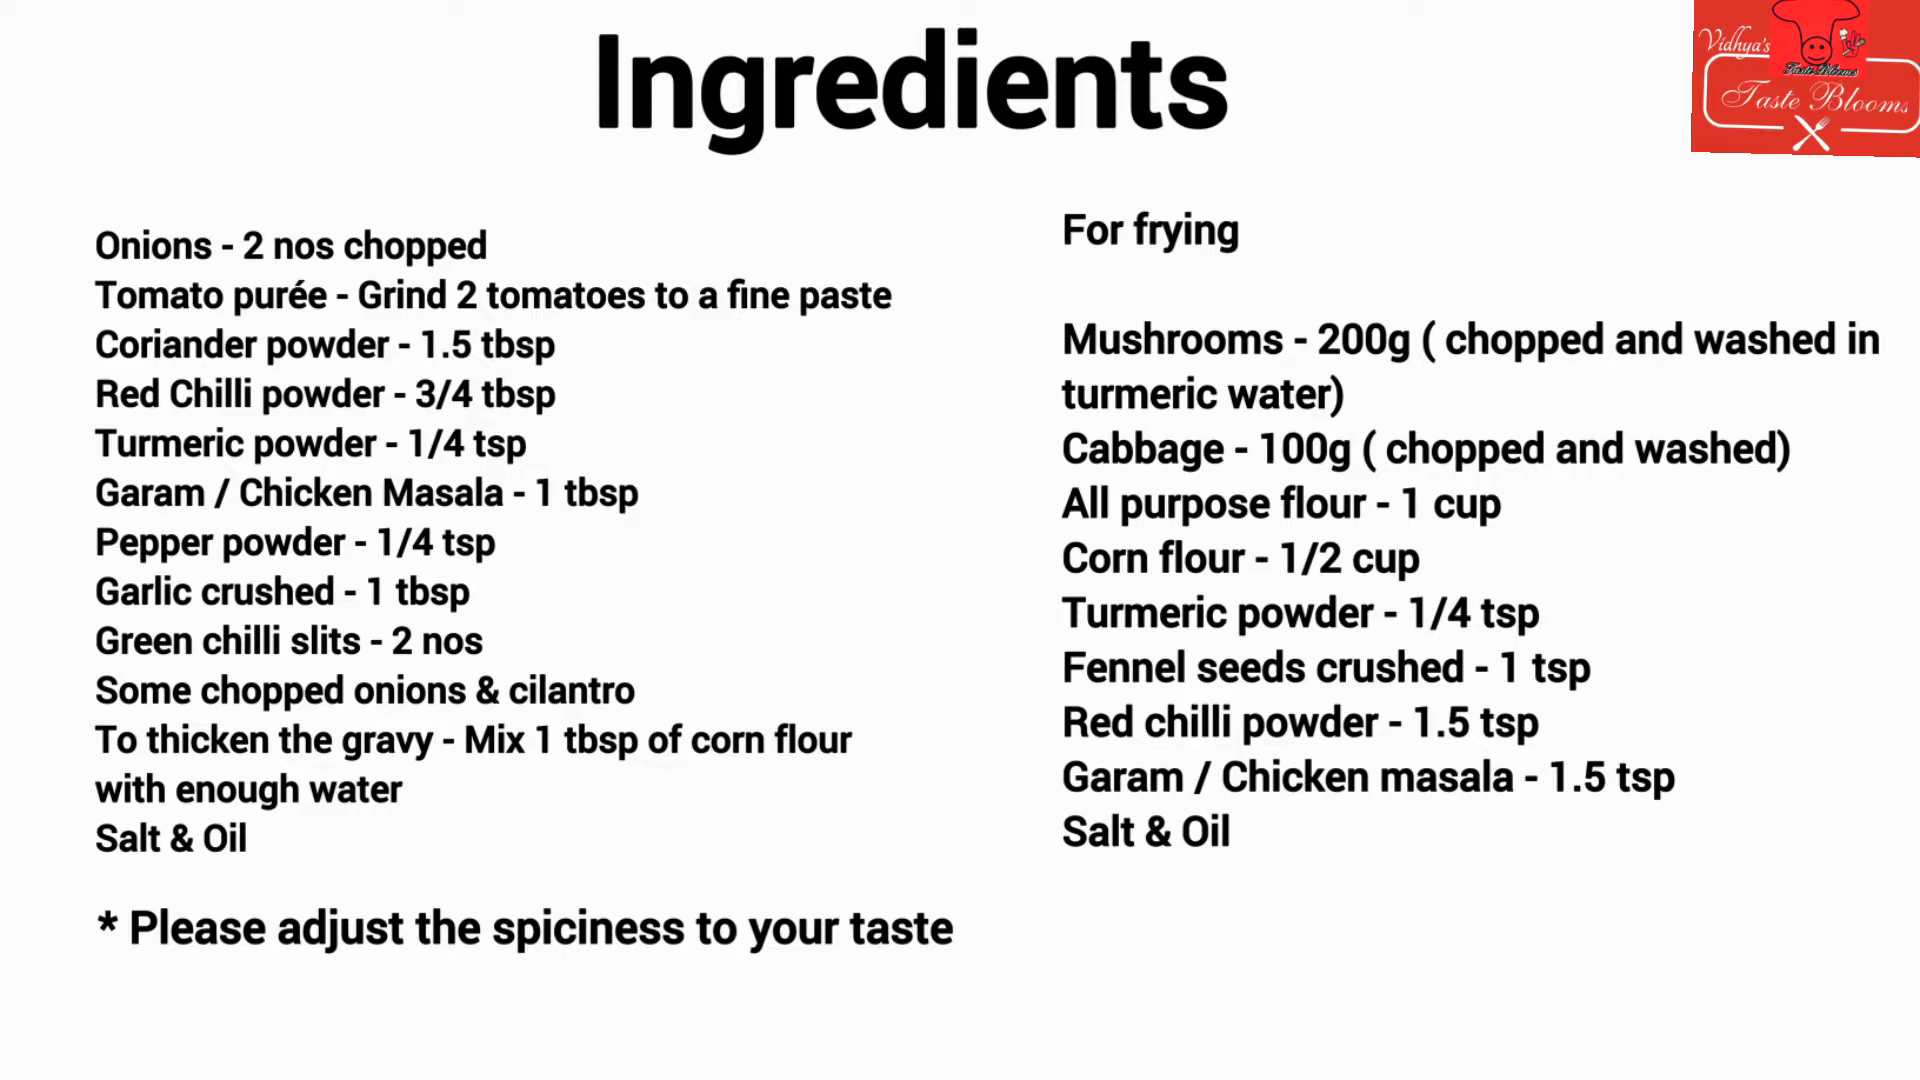 Ingredients
Vidhya's
Taste Blooms
Taste Blooms
Onions - 2 nos chopped
Tomato purée - Grind 2 tomatoes to a fine paste
Coriander powder - 1.5 tbsp
Red Chilli powder - 3/4 tbsp
Turmeric powder - 1/4 tsp
Garam / Chicken Masala - 1 tbsp
Pepper powder - 1/4 tsp
Garlic crushed - 1 tbsp
Green chilli slits - 2 nos
Some chopped onions & cilantro
To thicken the gravy - Mix 1 tbsp of corn flour
with enough water
Salt & Oil
* Please adjust the spiciness to your taste
For frying
Mushrooms - 200g ( chopped and washed in
turmeric water)
Cabbage - 100g ( chopped and washed)
All purpose flour - 1 cup
Corn flour - 1/2 cup
Turmeric powder - 1/4 tsp
Fennel seeds crushed - 1 tsp
Red chilli powder - 1.5 tsp
Garam / Chicken masala - 1.5 tsp
Salt & Oil